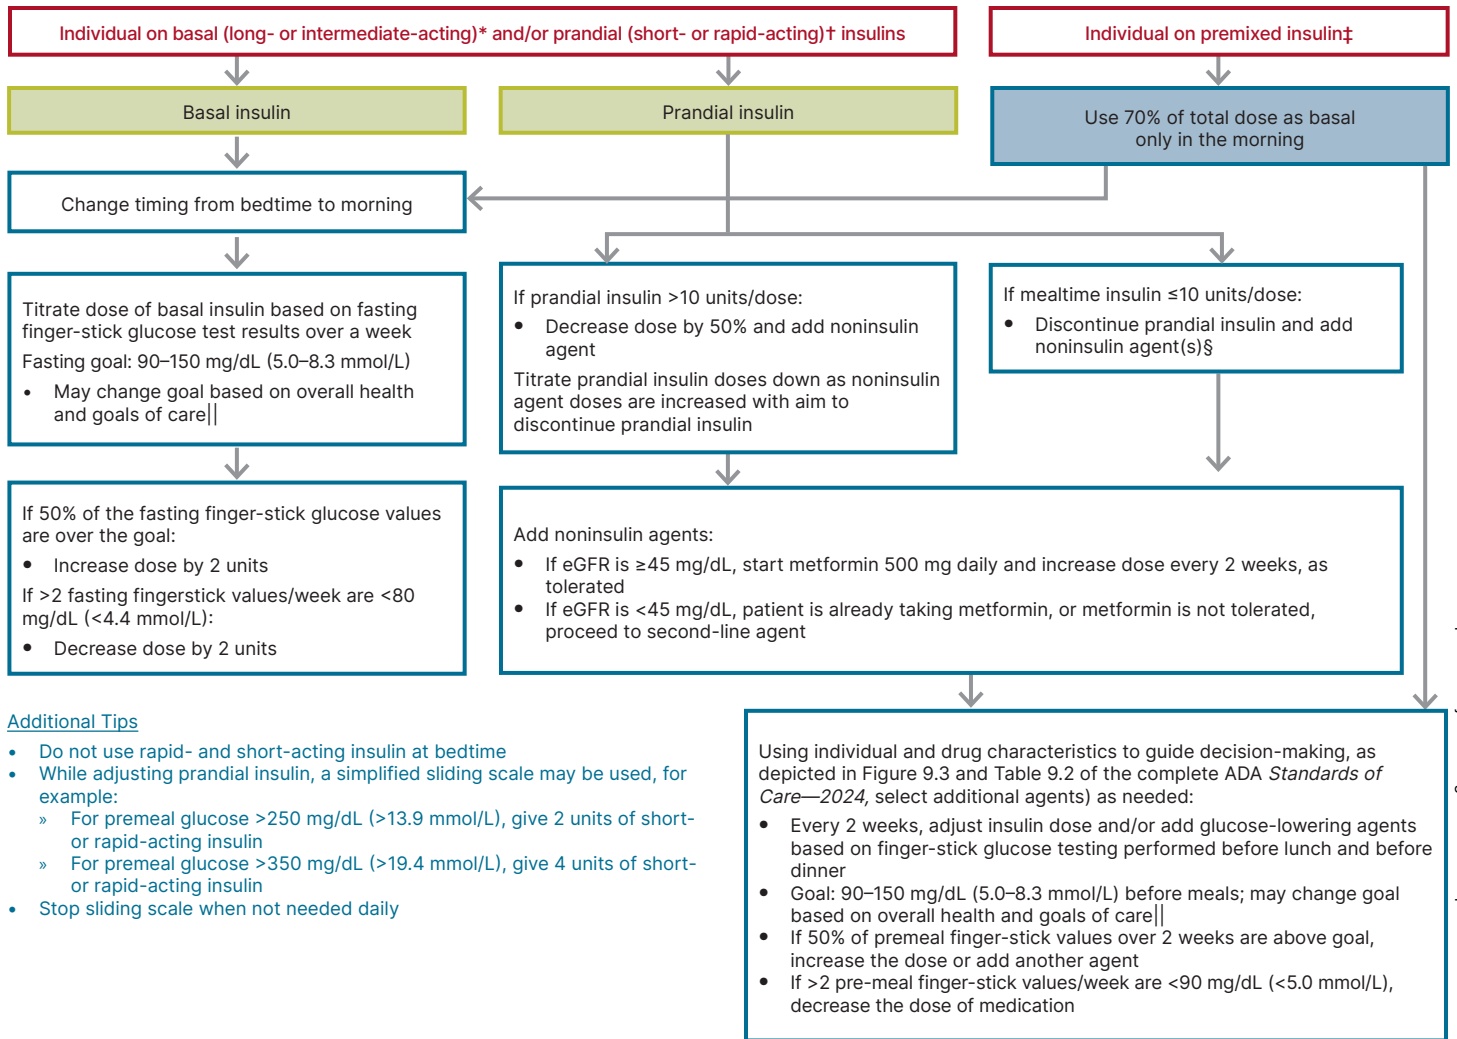 Individual on basal (long- or intermediate-acting)* and/or prandial (short- or rapid-acting)† insulins
Individual on premixed insulin‡
Basal insulin
Prandial insulin
Use 70% of total dose as basal
only in the morning
Change timing from bedtime to morning
Titrate dose of basal insulin based on fasting
finger-stick glucose test results over a week
Fasting goal: 90–150 mg/dL (5.0–8.3 mmol/L)
• May change goal based on overall health
and goals of care||
If prandial insulin >10 units/dose:
• Decrease dose by 50% and add noninsulin
agent
Titrate prandial insulin doses down as noninsulin
agent doses are increased with aim to
discontinue prandial insulin
If mealtime insulin ≤10 units/dose:
• Discontinue prandial insulin and add
noninsulin agent(s)§
If 50% of the fasting finger-stick glucose values
are over the goal:
• Increase dose by 2 units
If >2 fasting fingerstick values/week are <80
mg/dL (<4.4 mmol/L):
• Decrease dose by 2 units
Add noninsulin agents:
• If eGFR is ≥45 mg/dL, start metformin 500 mg daily and increase dose every 2 weeks, as
tolerated
• If eGFR is <45 mg/dL, patient is already taking metformin, or metformin is not tolerated,
proceed to second-line agent
Additional Tips
• Do not use rapid- and short-acting insulin at bedtime
• While adjusting prandial insulin, a simplified sliding scale may be used, for
example:
» For premeal glucose >250 mg/dL (>13.9 mmol/L), give 2 units of short-
or rapid-acting insulin
» For premeal glucose >350 mg/dL (>19.4 mmol/L), give 4 units of short-
or rapid-acting insulin
• Stop sliding scale when not needed daily
Using individual and drug characteristics to guide decision-making, as
depicted in Figure 9.3 and Table 9.2 of the complete ADA Standards of
Care—2024, select additional agents) as needed:
• Every 2 weeks, adjust insulin dose and/or add glucose-lowering agents
based on finger-stick glucose testing performed before lunch and before
dinner
• Goal: 90–150 mg/dL (5.0–8.3 mmol/L) before meals; may change goal
based on overall health and goals of care||
• If 50% of premeal finger-stick values over 2 weeks are above goal,
increase the dose or add another agent
• If >2 pre-meal finger-stick values/week are <90 mg/dL (<5.0 mmol/L),
decrease the dose of medication